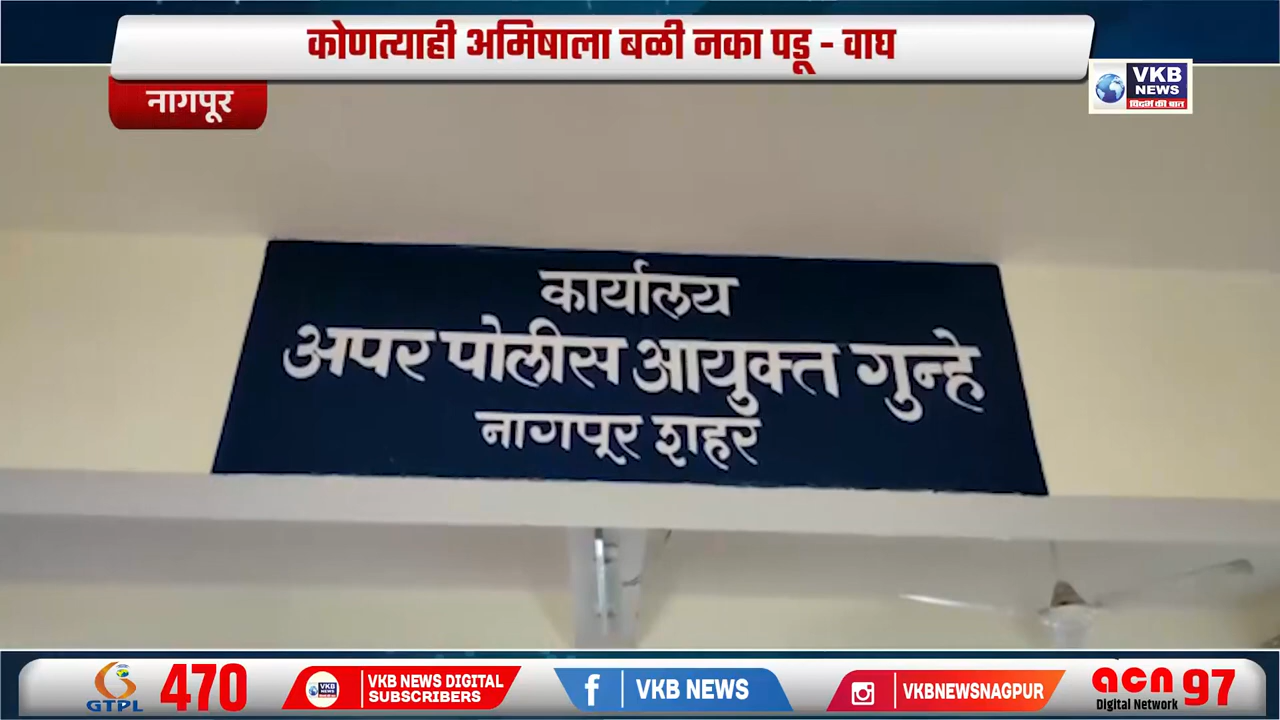 कोणत्याही अमिषाला बळी नका पडू - वाघ
नागपूर
VKB
NEWS
विदर्भ की बात
कार्यालय
अपर पोलीस आयुक्त गुन्हे
नागपूर शहर
GTPL
470
VKB NEWS DIGITAL
SUBSCRIBERS
VKB NEWS
VKBNEWSNAGPUR
acn 97
Digital Network